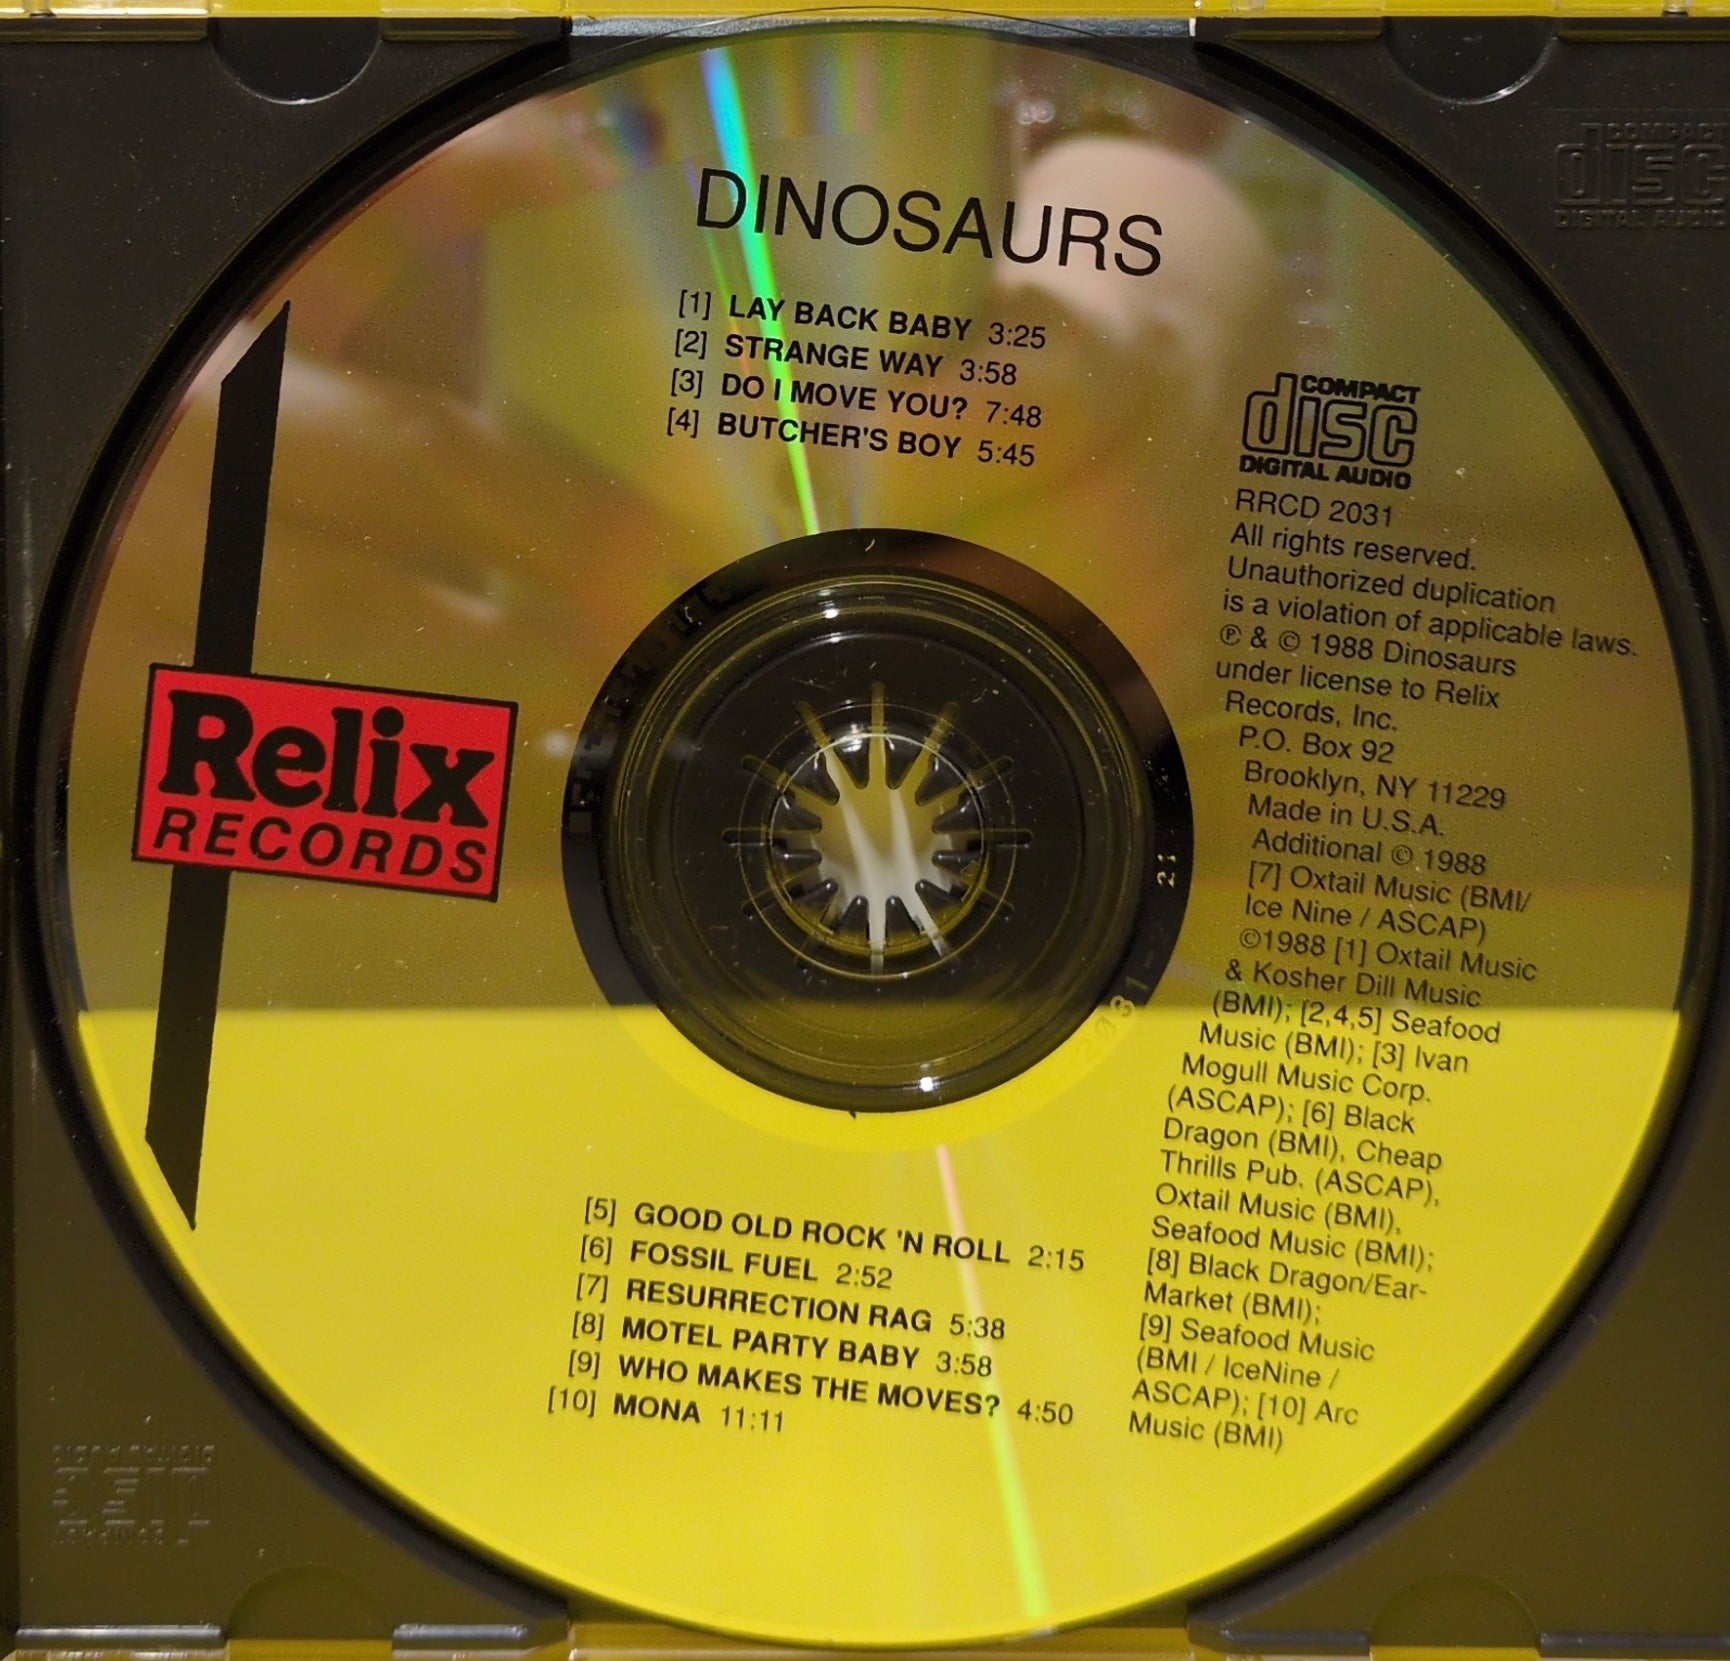 DINOSAURS
[1] LAY BACK BABY 3:25
[2] STRANGE WAY 3:58
[3] DO I MOVE YOU? 7:48
[4] BUTCHER'S BOY 5:45
Relix
RECORDS
[5] GOOD OLD ROCK 'N ROLL 2:15
[6] FOSSIL FUEL 2:52
[7] RESURRECTION RAG 5:38
[8] MOTEL PARTY BABY 3:58
[9] WHO MAKES THE MOVES? 4:50
[10] MONA 11:11
COMPACT
disc
DIGITAL AUDIO
RRCD 2031
All rights reserved.
Unauthorized duplication
is a violation of applicable laws.
℗ & © 1988 Dinosaurs
under license to Relix
Records, Inc.
P.O. Box 92
Brooklyn, NY 11229
Made in U.S.A.
Additional © 1988
[7] Oxtail Music (BMI/
Ice Nine / ASCAP)
©1988 [1] Oxtail Music
& Kosher Dill Music
(BMI); [2,4,5] Seafood
Music (BMI); [3] Ivan
Mogull Music Corp.
(ASCAP); [6] Black
Dragon (BMI), Cheap
Thrills Pub. (ASCAP),
Oxtail Music (BMI),
Seafood Music (BMI);
[8] Black Dragon/Ear-
Market (BMI);
[9] Seafood Music
(BMI / IceNine /
ASCAP); [10] Arc
Music (BMI)
COMPACT
disc
DIGITAL AUDIO
2031-
21